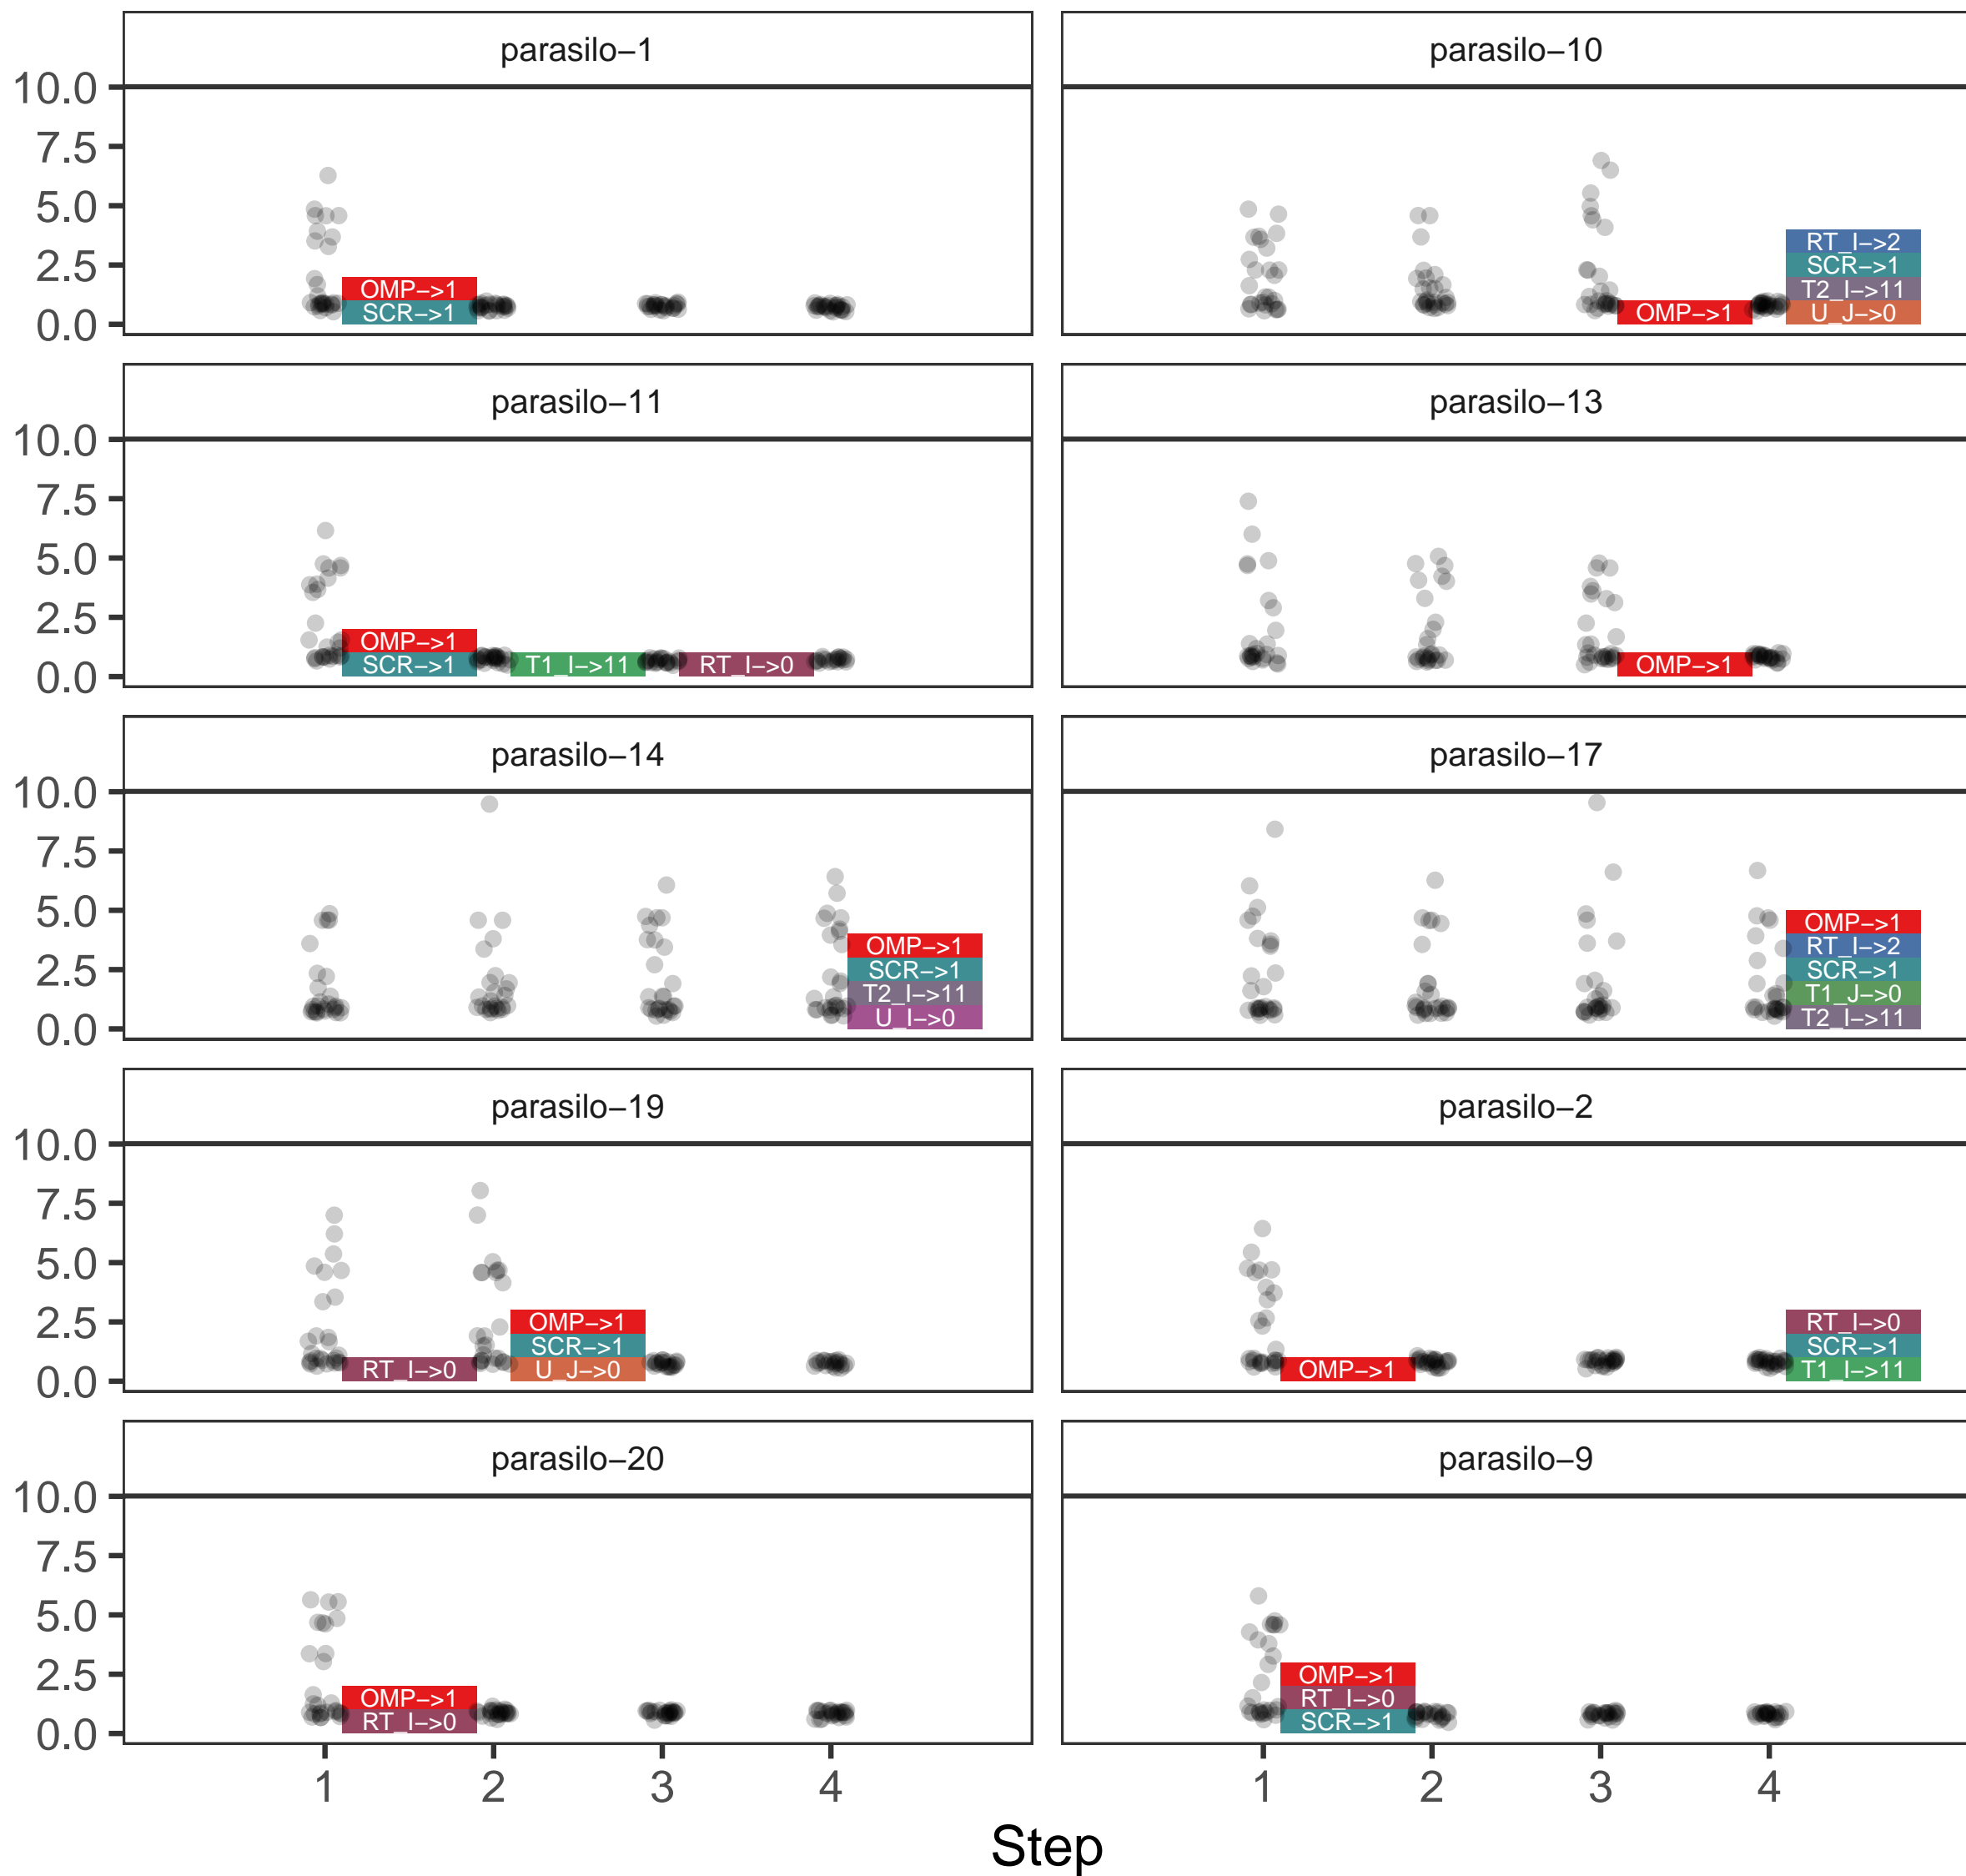 parasilo−1
parasilo−10
10.0
7.5
5.0
2.5
0.0
OMP−>1
SCR−>1
OMP−>1
RT_I−>2
SCR−>1
T2_I−>11
U_J−>0
parasilo−11
parasilo−13
10.0
7.5
5.0
2.5
0.0
OMP−>1
SCR−>1
T1_I−>11
RT_I−>0
OMP−>1
parasilo−14
parasilo−17
10.0
7.5
5.0
2.5
0.0
OMP−>1
SCR−>1
T2_I−>11
U_I−>0
OMP−>1
RT_I−>2
SCR−>1
T1_J−>0
T2_I−>11
parasilo−19
parasilo−2
10.0
7.5
5.0
2.5
0.0
RT_I−>0
OMP−>1
SCR−>1
U_J−>0
OMP−>1
RT_I−>0
SCR−>1
T1_I−>11
parasilo−20
parasilo−9
10.0
7.5
5.0
2.5
0.0
OMP−>1
RT_I−>0
OMP−>1
RT_I−>0
SCR−>1
1 2 3 4
1 2 3 4
Step